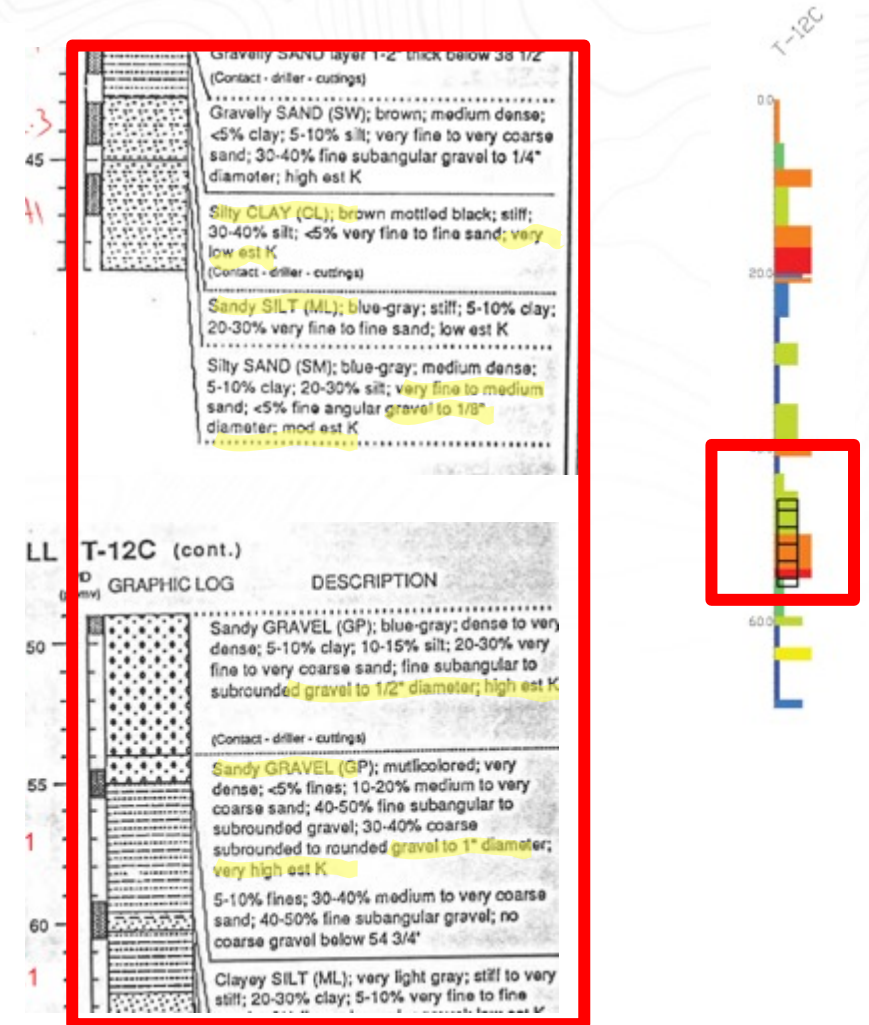 Gravelly SAND layer 1-2" thick below 38 1/2'
(Contact - driller - cuttings)
Gravelly SAND (SW); brown; medium dense;
<5% clay; 5-10% silt; very fine to very coarse
sand; 30-40% fine subangular gravel to 1/4"
diameter; high est K
45
Silty CLAY (CL); brown mottled black; stiff;
30-40% silt; <5% very fine to fine sand; very
low est K
(Contact - driller - cuttings)
Sandy SILT (ML); blue-gray; stiff; 5-10% clay;
20-30% very fine to fine sand; low est K
Silty SAND (SM); blue-gray; medium dense;
5-10% clay; 20-30% silt; very fine to medium
sand; <5% fine angular gravel to 1/8"
diameter; mod est K
LL T-12C (cont.)
GRAPHIC LOG DESCRIPTION
Sandy GRAVEL (GP); blue-gray; dense to very
50
dense; 5-10% clay; 10-15% silt; 20-30% very
fine to very coarse sand; fine subangular to
subrounded gravel to 1/2" diameter; high est K
(Contact - driller - cuttings)
Sandy GRAVEL (GP); mutlicolored; very
55
dense; <5% fines; 10-20% medium to very
coarse sand; 40-50% fine subangular to
subrounded gravel; 30-40% coarse
1
subrounded to rounded gravel to 1" diameter;
very high est K
5-10% fines; 30-40% medium to very coarse
sand; 40-50% fine subangular gravel; no
60
coarse gravel below 54 3/4'
1
Clayey SILT (ML); very light gray; stiff to very
stiff; 20-30% clay; 5-10% very fine to fine
T-12C
0.0
20.0
60.0